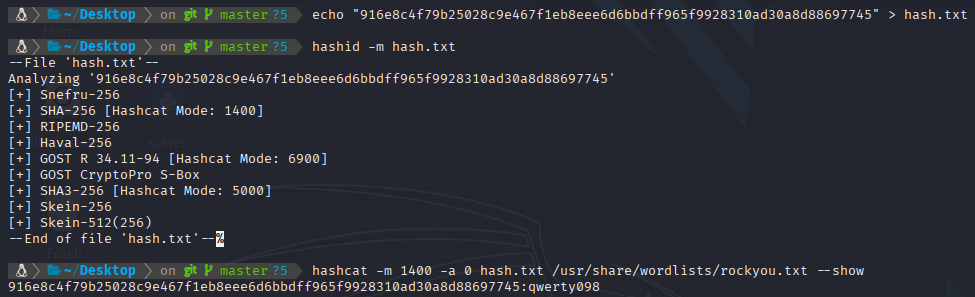 ~/Desktop on git master ?5 echo "916e8c4f79b25028c9e467f1eb8eee6d6bbdff965f9928310ad30a8d88697745" > hash.txt
~/Desktop on git master ?5 hashid -m hash.txt
--File 'hash.txt'--
Analyzing '916e8c4f79b25028c9e467f1eb8eee6d6bbdff965f9928310ad30a8d88697745'
[+] Snefru-256
[+] SHA-256 [Hashcat Mode: 1400]
[+] RIPEMD-256
[+] Haval-256
[+] GOST R 34.11-94 [Hashcat Mode: 6900]
[+] GOST CryptoPro S-Box
[+] SHA3-256 [Hashcat Mode: 5000]
[+] Skein-256
[+] Skein-512(256)
--End of file 'hash.txt'--%
~/Desktop on git master ?5 hashcat -m 1400 -a 0 hash.txt /usr/share/wordlists/rockyou.txt --show
916e8c4f79b25028c9e467f1eb8eee6d6bbdff965f9928310ad30a8d88697745:qwerty098
Home
solver
Trash